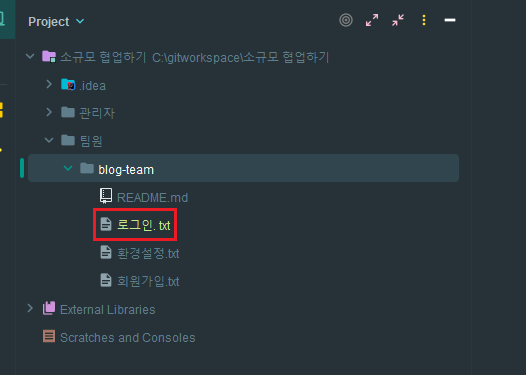 Project
소규모 협업하기 C:\gitworkspace\소규모 협업하기
.idea
관리자
팀원
blog-team
README.md
로그인. txt
환경설정.txt
회원가입.txt
External Libraries
Scratches and Consoles